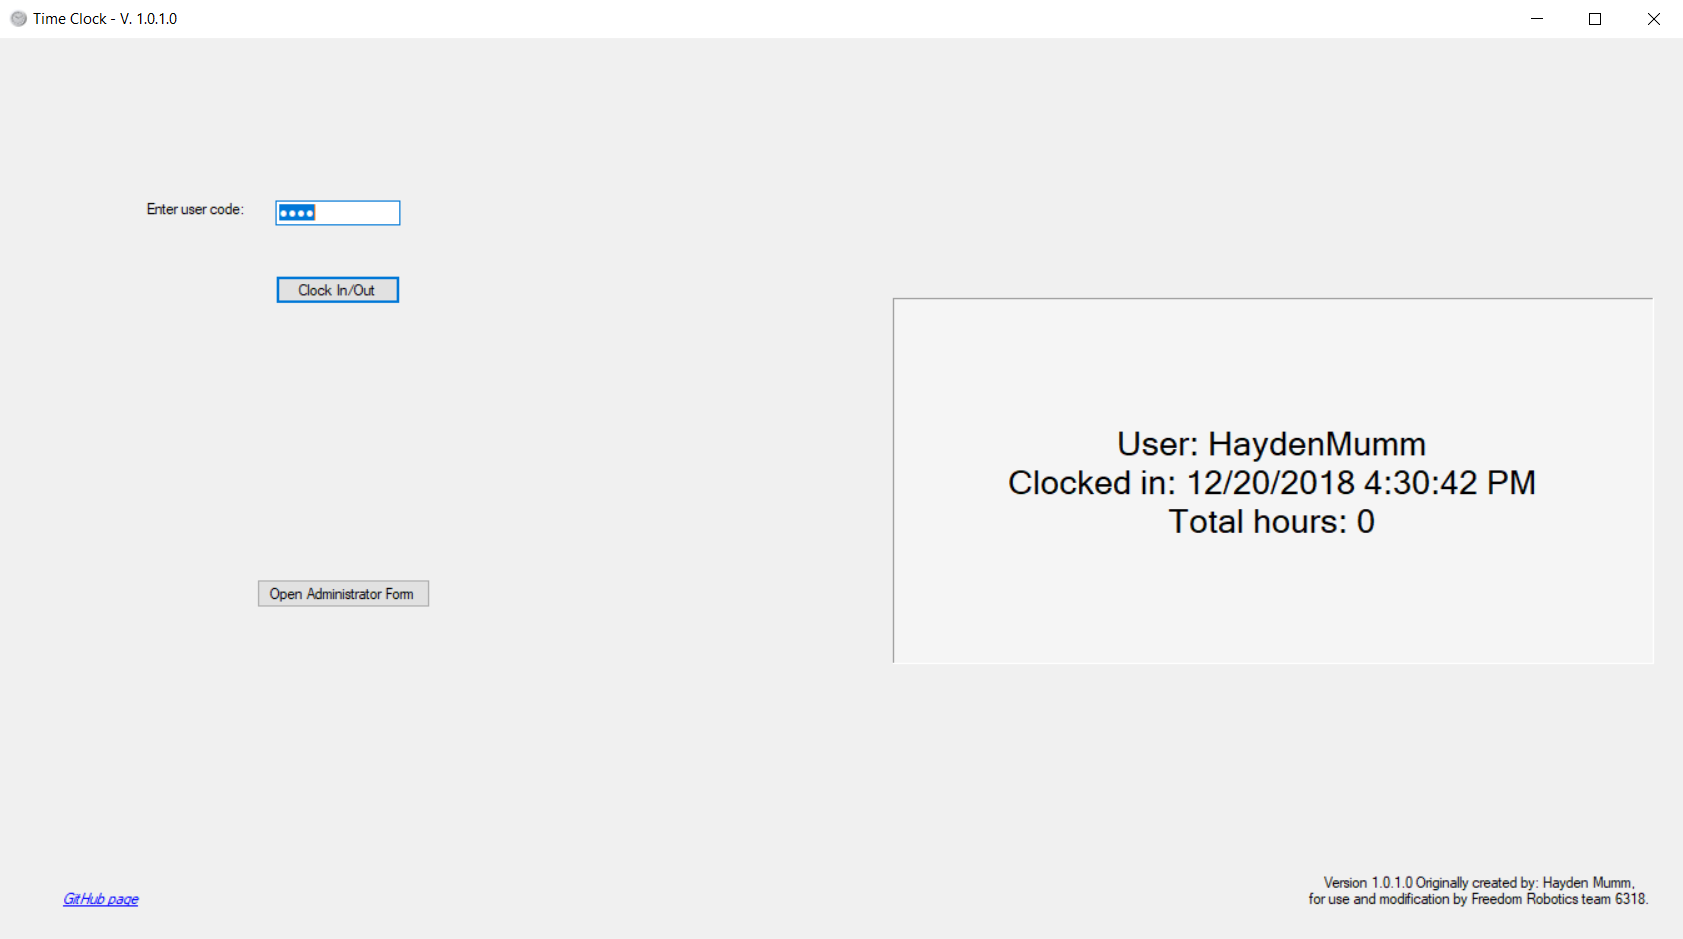 Time Clock - V. 1.0.1.0
Enter user code:
Clock In/Out
User: HaydenMumm
Clocked in: 12/20/2018 4:30:42 PM
Total hours: 0
Open Administrator Form
GitHub page
Version 1.0.1.0 Originally created by: Hayden Mumm,
for use and modification by Freedom Robotics team 6318.